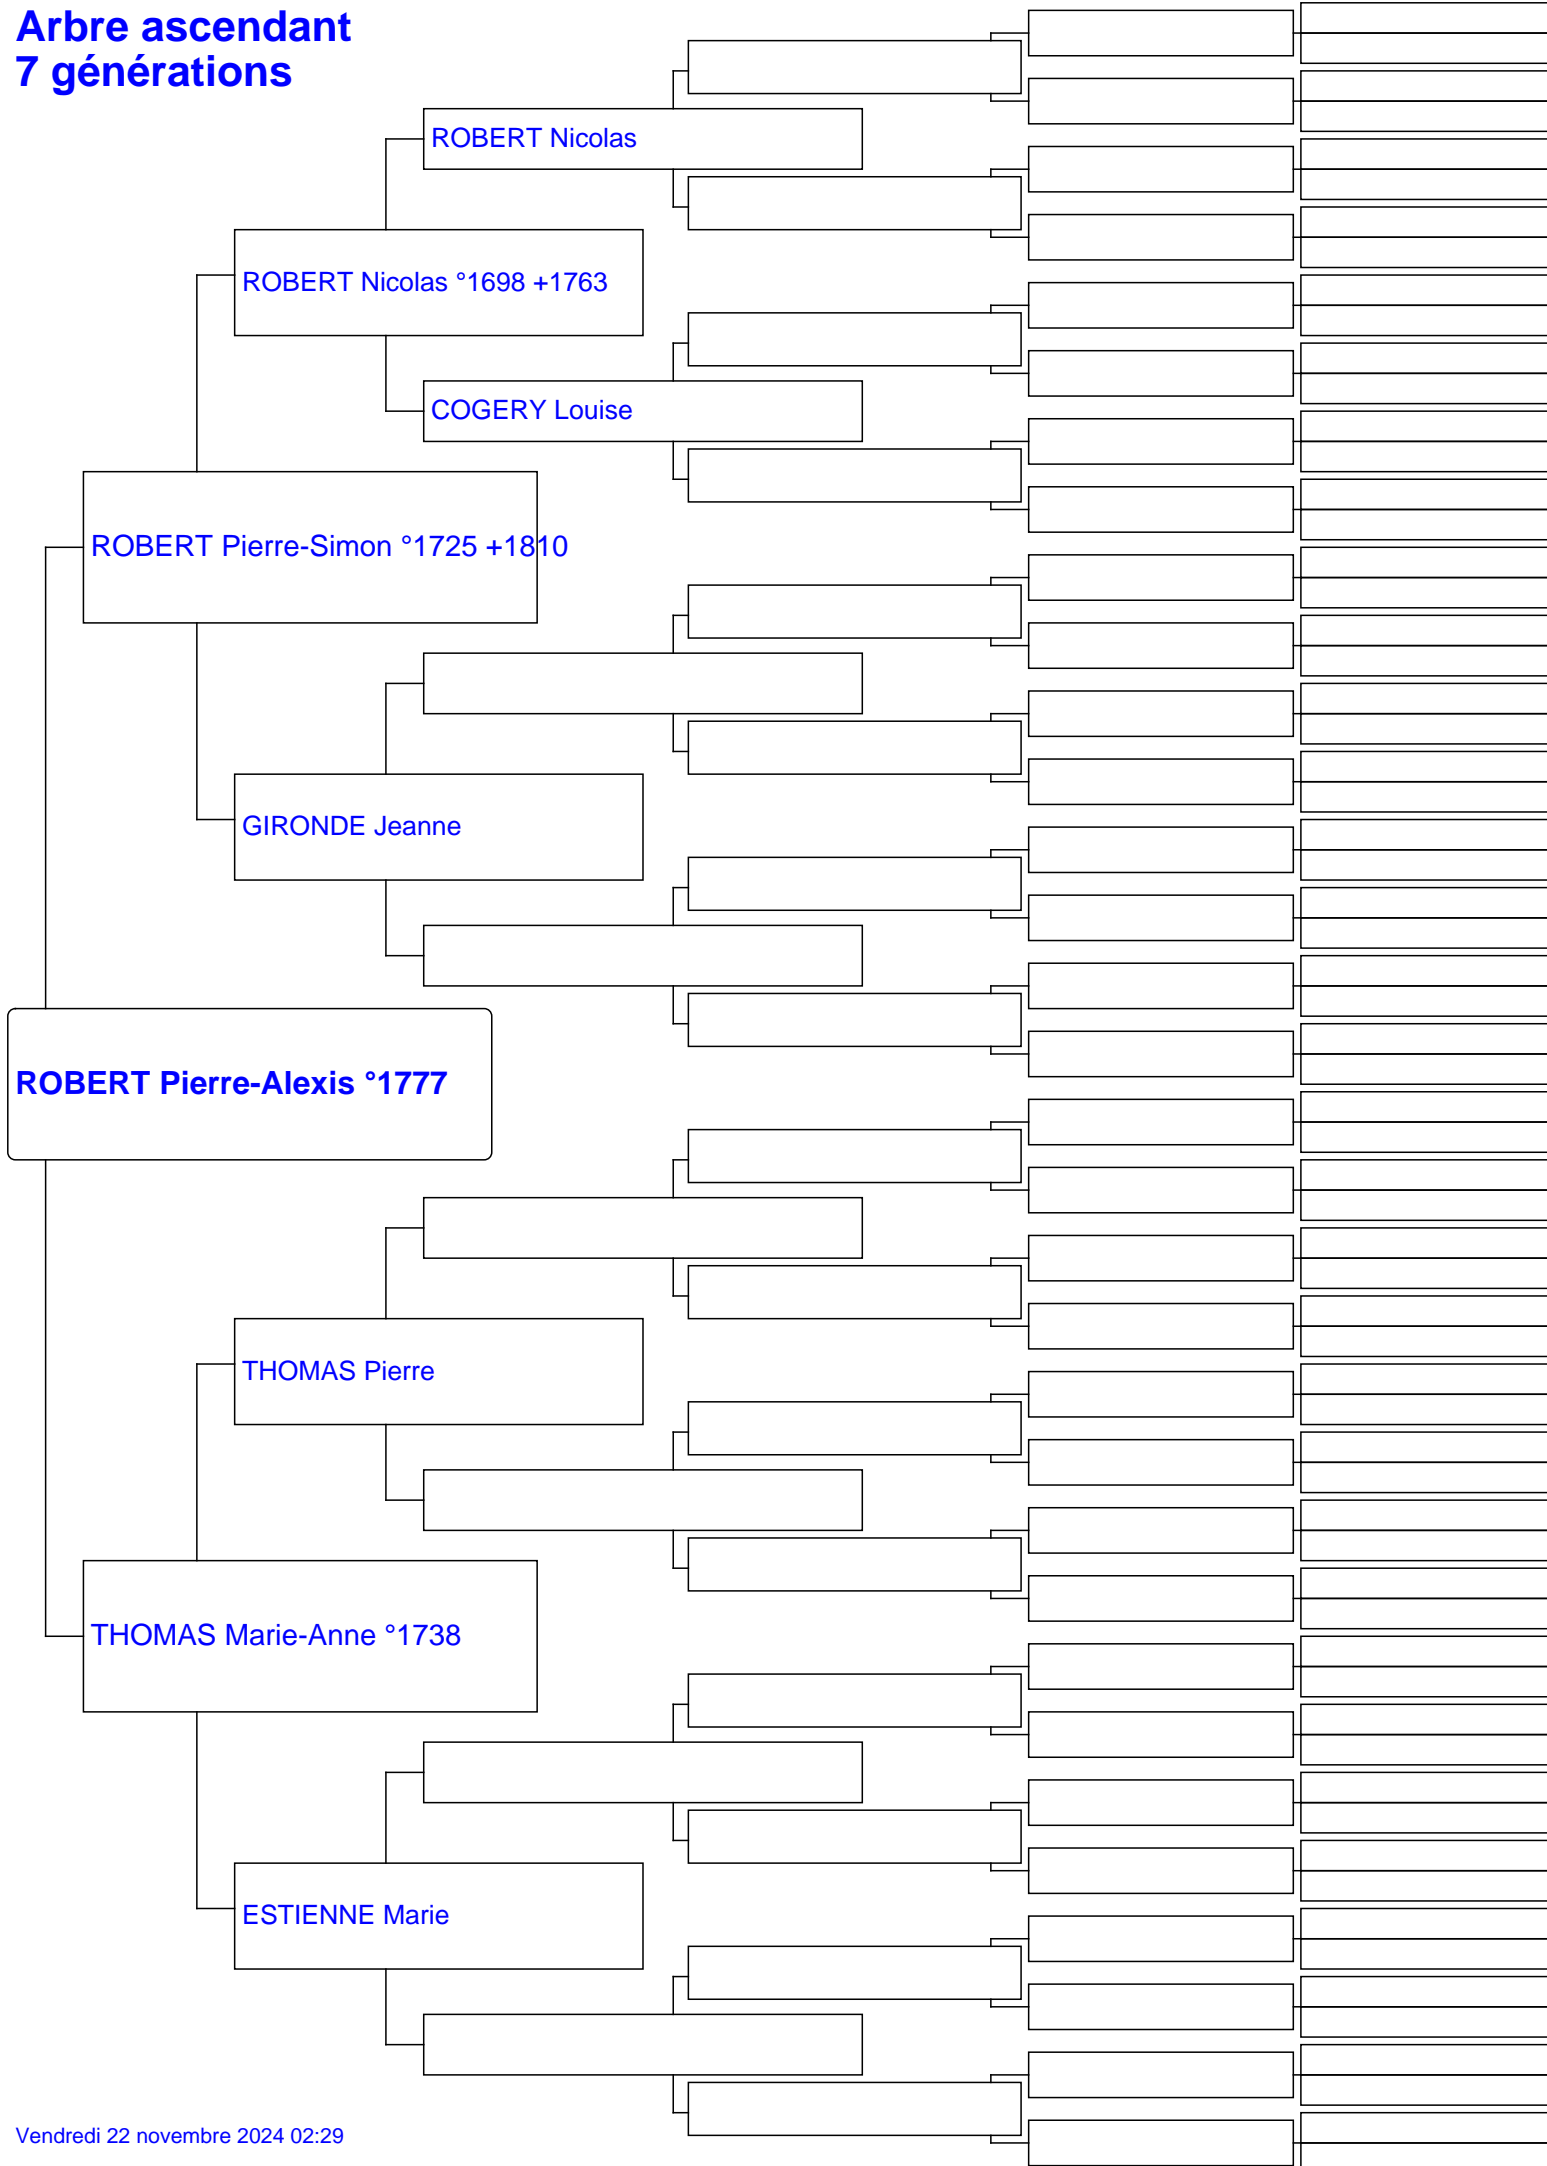 Arbre ascendant
7 générations
ROBERT Nicolas
ROBERT Nicolas °1698 +1763
COGERY Louise
ROBERT Pierre-Simon °1725 +1810
GIRONDE Jeanne
ROBERT Pierre-Alexis °1777
THOMAS Pierre
THOMAS Marie-Anne °1738
ESTIENNE Marie
Vendredi 22 novembre 2024 02:29